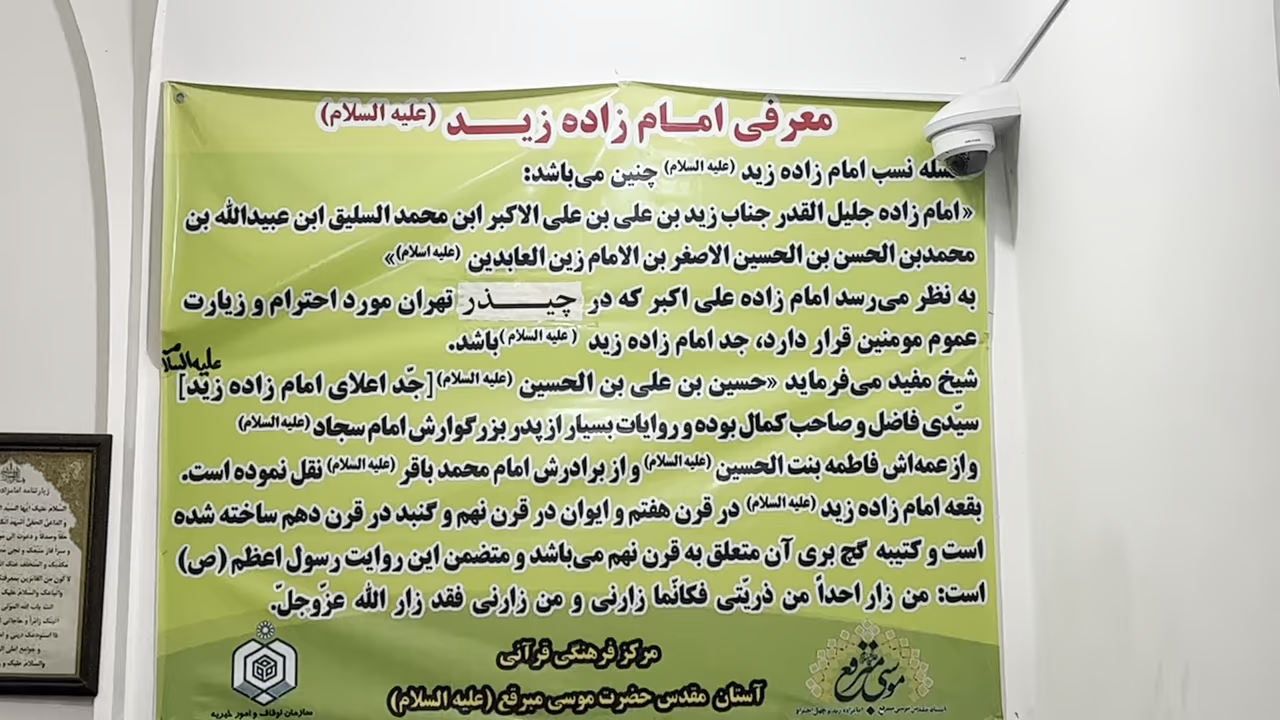 معرفی امام زاده زید (علیه السلام)
نسب امام زاده زید (علیه السلام) چنین می‌باشد:
«امام زاده جلیل القدر جناب زید بن علی بن علی الاکبر ابن محمد السلیق ابن عبیدالله بن
محمدبن الحسن بن الحسین الاصغر بن الامام زین العابدین (علیه اسلام)»
به نظر می‌رسد امام زاده علی اکبر که در چیذر تهران مورد احترام و زیارت
عموم مومنین قرار دارد، جد امام زاده زید (علیه السلام) باشد.
علیه السلام
شیخ مفید می‌فرماید «حسین بن علی بن الحسین (علیه السلام) [جّد اعلای امام زاده زید]
سیّدی فاضل و صاحب کمال بوده و روایات بسیار از پدر بزرگوارش امام سجاد (علیه السلام)
و از عمه‌اش فاطمه بنت الحسین (علیه السلام) و از برادرش امام محمد باقر (علیه السلام) نقل نموده است.
بقعه امام زاده زید (علیه السلام) در قرن هفتم و ایوان در قرن نهم و گنبد در قرن دهم ساخته شده
است و کتیبه گچ بری آن متعلق به قرن نهم می‌باشد و متضمن این روایت رسول اعظم (ص)
است: من زار احداً من ذریّتی فکانّما زارنی و من زارنی فقد زار الله عزّوجلّ.
مرکز فرهنگی قرآنی
آستان مقدس حضرت موسی مبرقع (علیه السلام)
سازمان اوقاف و امور خیریه
موسی مبرقع